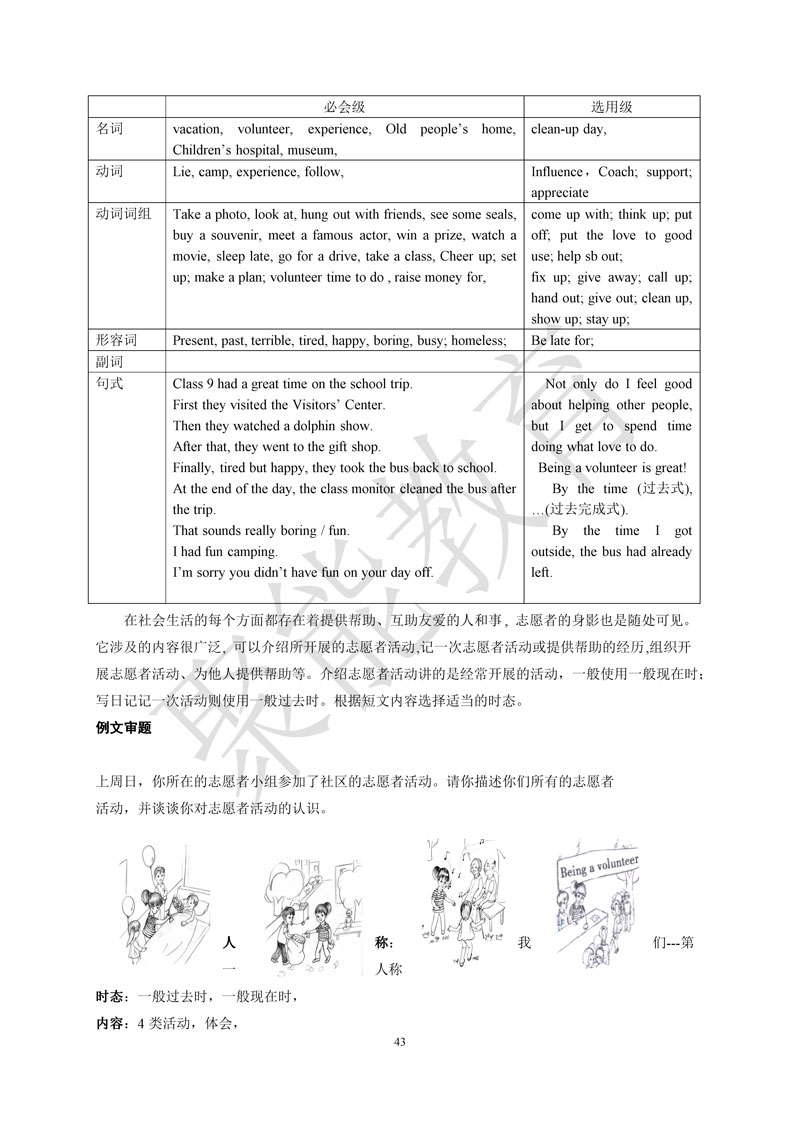 必会级 选用级
名词 vacation, volunteer, experience, Old people's home, clean-up day,
Children's hospital, museum,
动词 Lie, camp, experience, follow, Influence，Coach; support;
appreciate
动词词组 Take a photo, look at, hung out with friends, see some seals, come up with; think up; put
buy a souvenir, meet a famous actor, win a prize, watch a off; put the love to good
movie, sleep late, go for a drive, take a class, Cheer up; set use; help sb out;
up; make a plan; volunteer time to do , raise money for, fix up; give away; call up;
hand out; give out; clean up,
show up; stay up;
形容词 Present, past, terrible, tired, happy, boring, busy; homeless; Be late for;
副词
句式 Class 9 had a great time on the school trip. Not only do I feel good
First they visited the Visitors' Center. about helping other people,
Then they watched a dolphin show. but I get to spend time
After that, they went to the gift shop. doing what love to do.
Finally, tired but happy, they took the bus back to school. Being a volunteer is great!
At the end of the day, the class monitor cleaned the bus after By the time (过去式),
the trip. …(过去完成式).
That sounds really boring / fun. By the time I got
I had fun camping. outside, the bus had already
I'm sorry you didn't have fun on your day off. left.
在社会生活的每个方面都存在着提供帮助、互助友爱的人和事, 志愿者的身影也是随处可见。
它涉及的内容很广泛, 可以介绍所开展的志愿者活动,记一次志愿者活动或提供帮助的经历,组织开
展志愿者活动、为他人提供帮助等。介绍志愿者活动讲的是经常开展的活动，一般使用一般现在时；
写日记记一次活动则使用一般过去时。根据短文内容选择适当的时态。
例文审题
上周日，你所在的志愿者小组参加了社区的志愿者活动。请你描述你们所有的志愿者
活动，并谈谈你对志愿者活动的认识。
Being a volunteer
人 称： 我 们---第
一 人称
时态：一般过去时，一般现在时，
内容：4 类活动，体会，
43
聚能教育